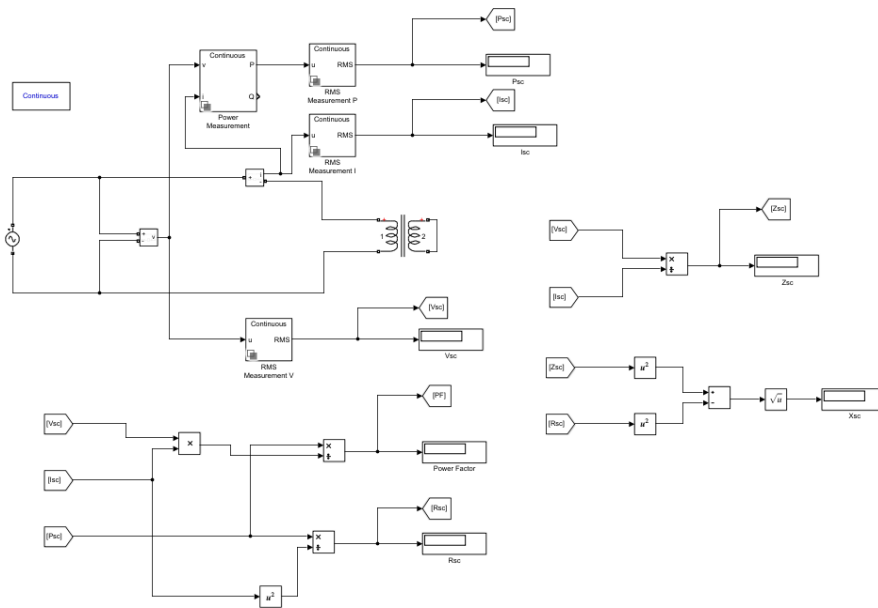 [Psc]
Continuous
v
P
i
Q
Power
Measurement
Continuous
u
RMS
RMS
Measurement P
Psc
Continuous
[Isc]
Continuous
u
RMS
RMS
Measurement I
Isc
+
i
-
+
-
v
1
+
2
+
[Vsc]
[Isc]
×
÷
[Zsc]
Zsc
Continuous
u
RMS
RMS
Measurement V
[Vsc]
Vsc
[Zsc]
u²
[Rsc]
u²
+
-
√u
Xsc
[Vsc]
[Isc]
×
×
÷
[PF]
Power Factor
[Psc]
×
÷
[Rsc]
Rsc
u²